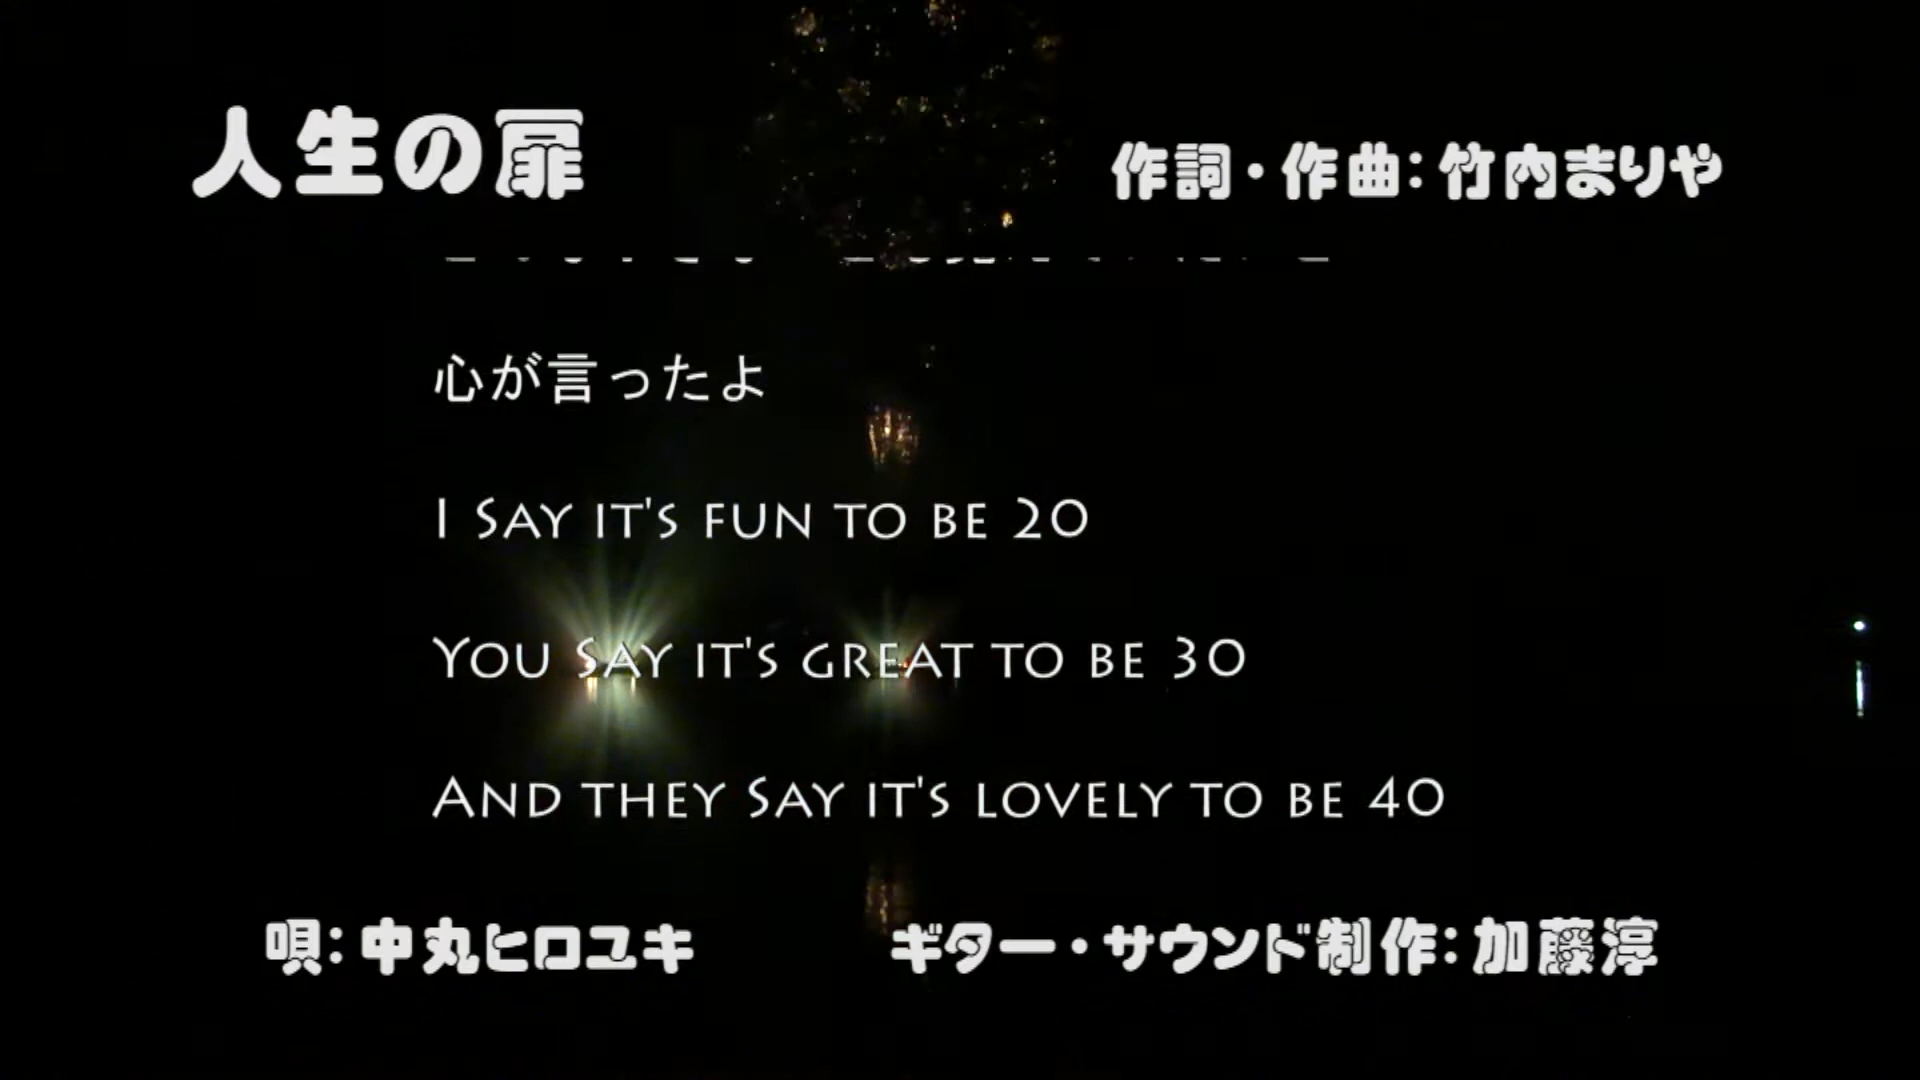 人生の扉
作詞・作曲：竹内まりや
心が言ったよ
I Say it's fun to be 20
You Say it's great to be 30
And they Say it's lovely to be 40
唄：中丸ヒロユキ
ギター・サウンド制作：加藤淳